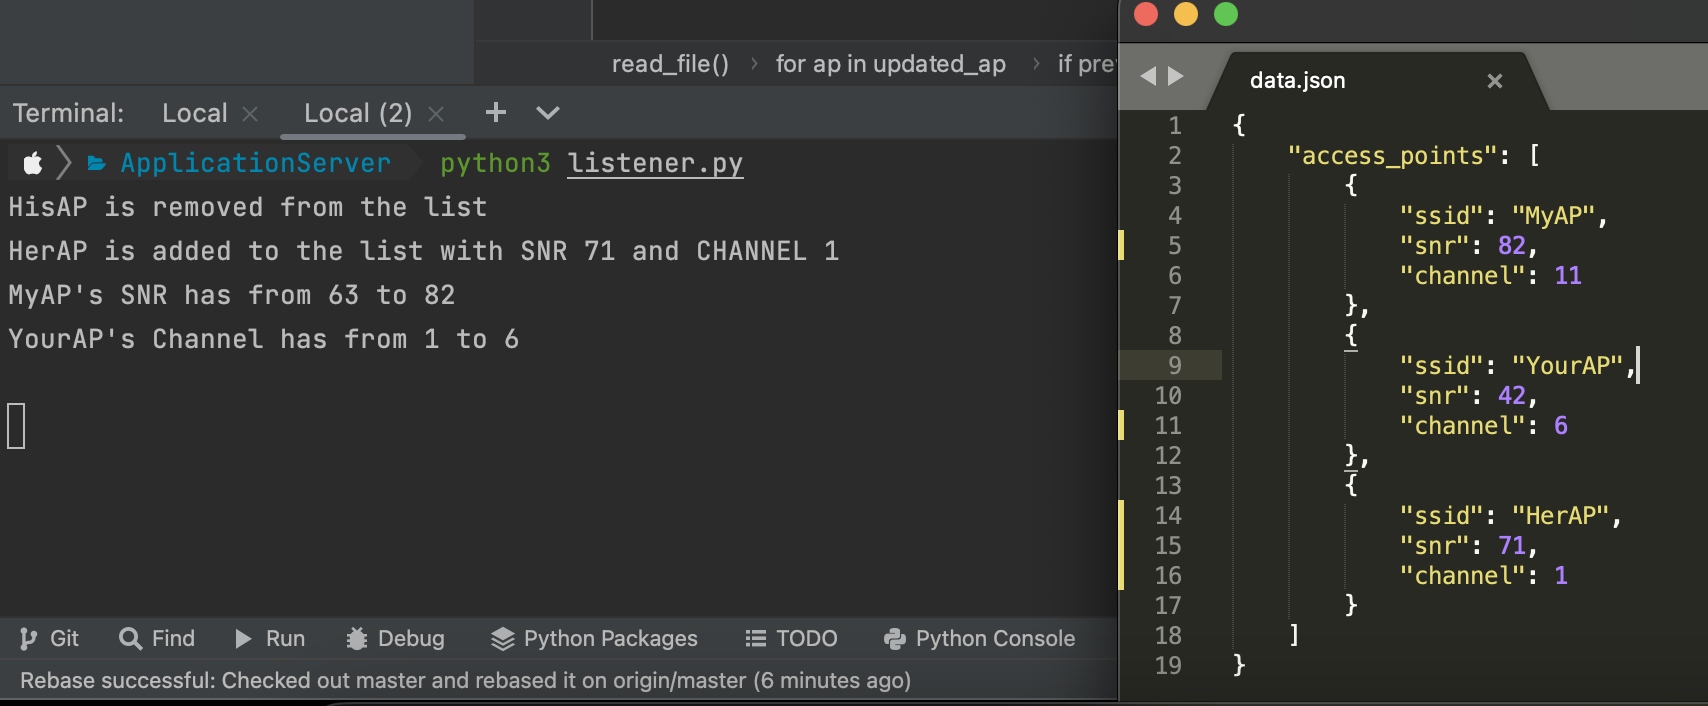 read_file() › for ap in updated_ap › if pre
Terminal: Local × Local (2) × +
ApplicationServer python3 listener.py
HisAP is removed from the list
HerAP is added to the list with SNR 71 and CHANNEL 1
MyAP's SNR has from 63 to 82
YourAP's Channel has from 1 to 6
Git Find Run Debug Python Packages TODO Python Console
Rebase successful: Checked out master and rebased it on origin/master (6 minutes ago)
data.json ×
1 {
2 "access_points": [
3 {
4 "ssid": "MyAP",
5 "snr": 82,
6 "channel": 11
7 },
8 {
9 "ssid": "YourAP",
10 "snr": 42,
11 "channel": 6
12 },
13 {
14 "ssid": "HerAP",
15 "snr": 71,
16 "channel": 1
17 }
18 ]
19 }